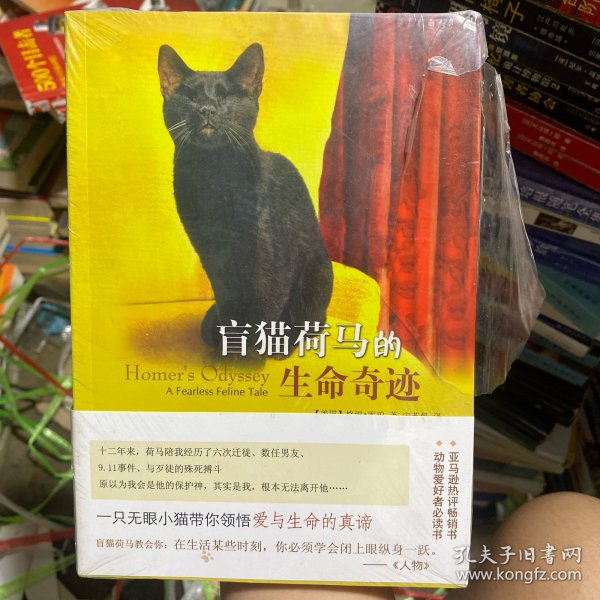 盲猫荷马的
生命奇迹
Homer's Odyssey
A Fearless Feline Tale
十二年来，荷马陪我经历了六次迁徙、数任男友、
9.11事件、与歹徒的殊死搏斗
原以为我会是他的保护神，其实是我，根本无法离开他……
亚马逊热评畅销书
动物爱好者必读书
一只无眼小猫带你领悟爱与生命的真谛
盲猫荷马教会你：在生活某些时刻，你必须学会闭上眼纵身一跃。
——《人物》
孔夫子旧书网
www.kongfz.com